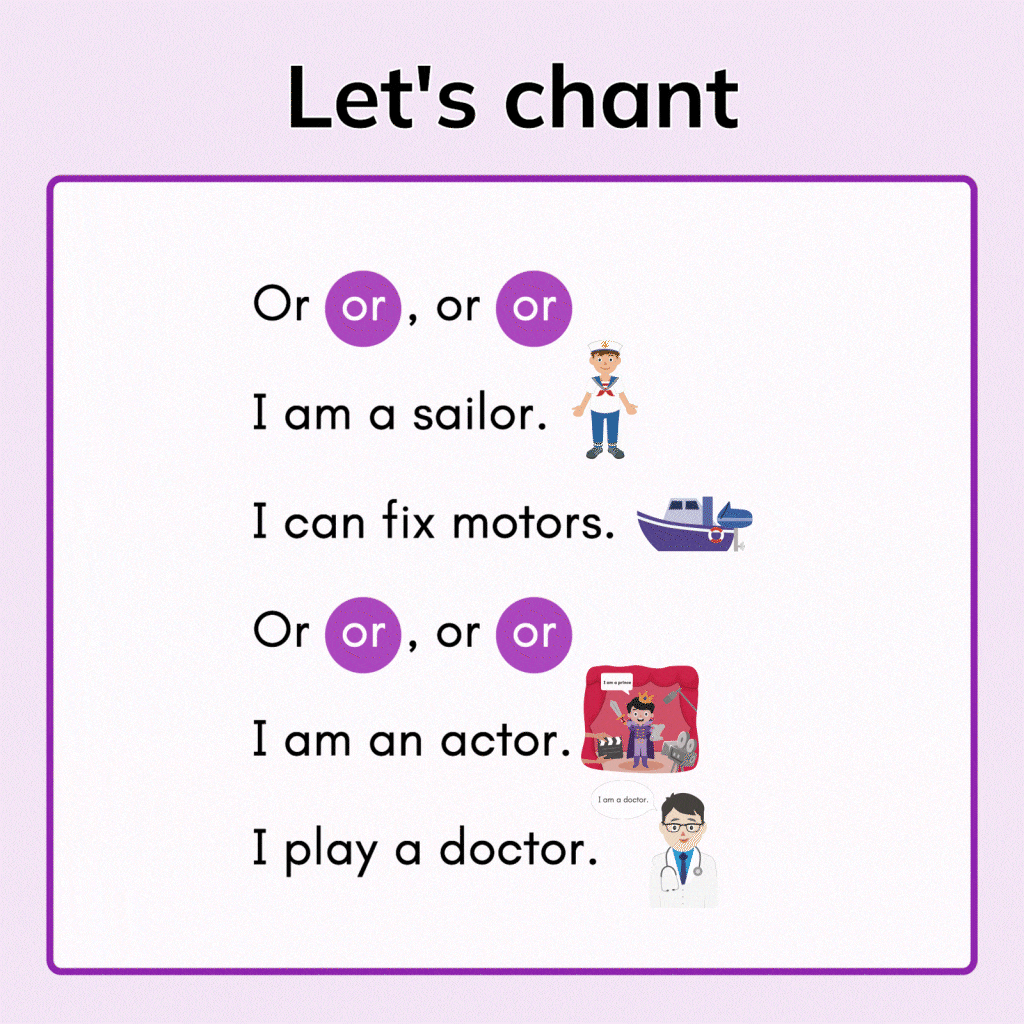 Let's chant
Or or, or or
I am a sailor.
I can fix motors.
Or or, or or
I am a prince
I am an actor.
I am a doctor.
I play a doctor.